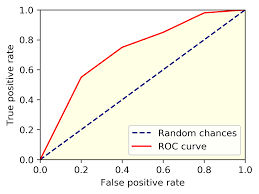 1.0
0.8
0.6
0.4
0.2
0.0
True positive rate
Random chances
ROC curve
0.0 0.2 0.4 0.6 0.8 1.0
False positive rate